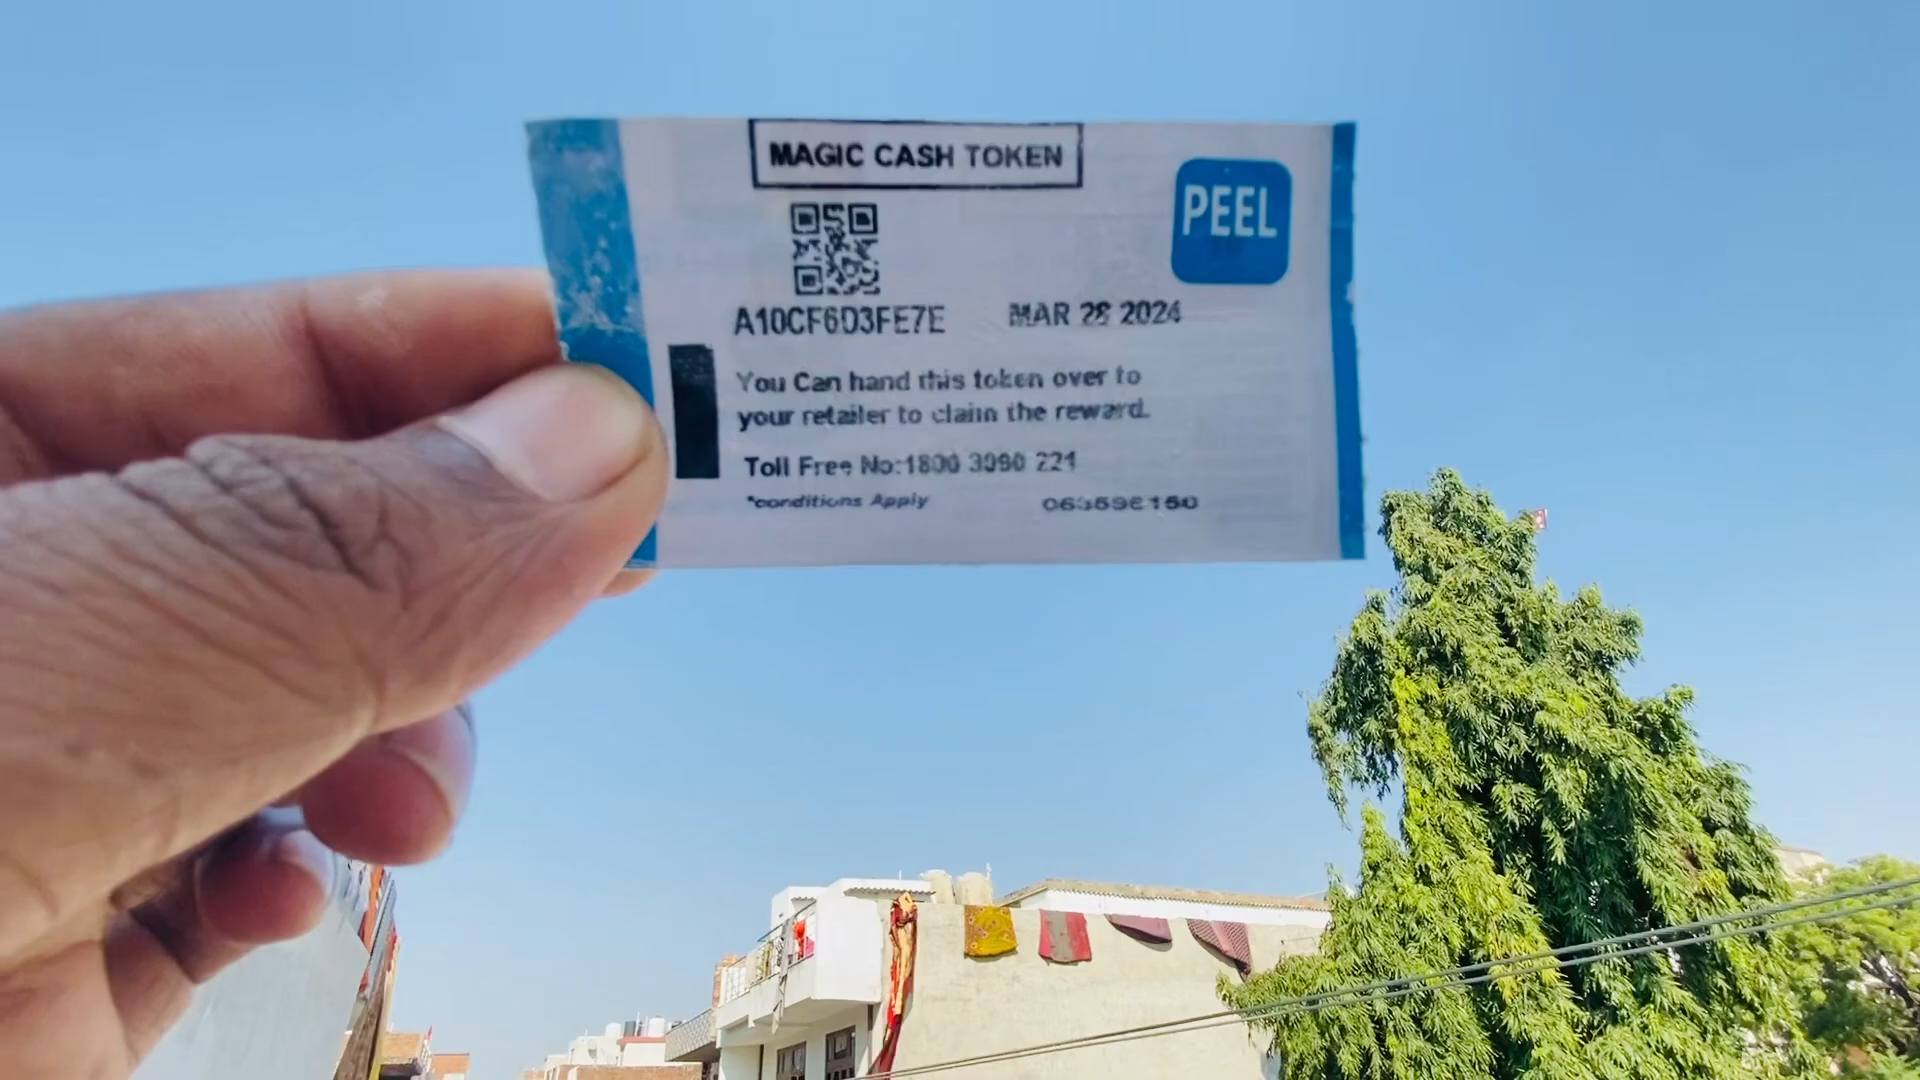 MAGIC CASH TOKEN
PEEL
A10CF6D3FE7E
MAR 28 2024
You Can hand this token over to
your retailer to claim the reward.
Toll Free No:1800 3090 221
*conditions Apply